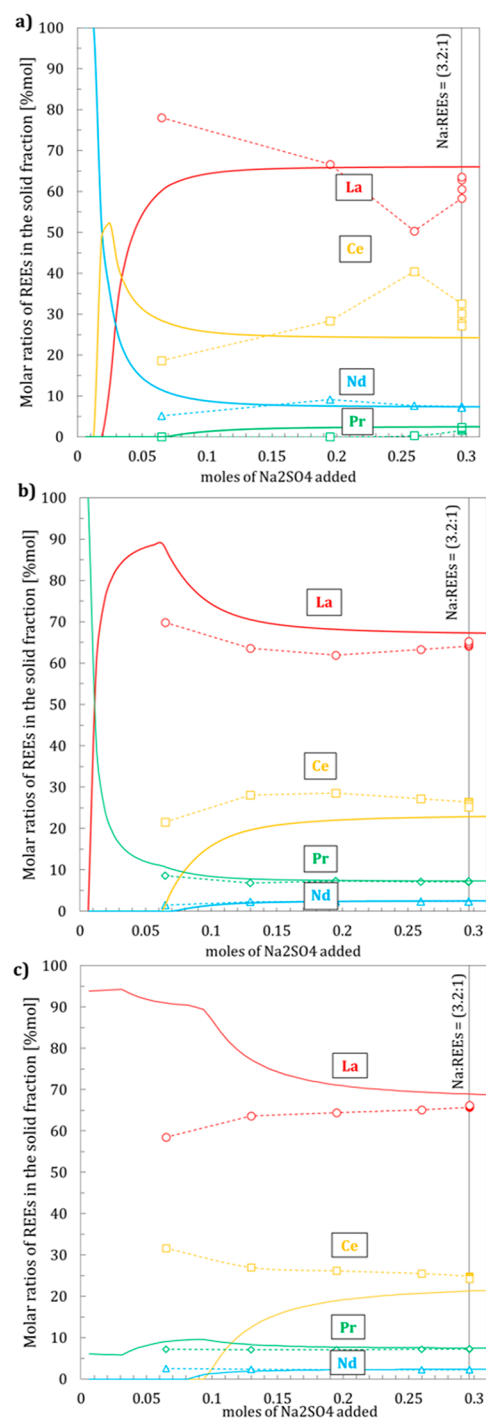 a)
Molar ratios of REEs in the solid fraction [%mol]
100
90
80
70
60
50
40
30
20
10
0
Na:REEs = (3.2:1)
La
Ce
Nd
Pr
0
0.05
0.1
0.15
0.2
0.25
0.3
moles of Na2SO4 added
b)
Molar ratios of REEs in the solid fraction [%mol]
100
90
80
70
60
50
40
30
20
10
0
Na:REEs = (3.2:1)
La
Ce
Pr
Nd
0
0.05
0.1
0.15
0.2
0.25
0.3
moles of Na2SO4 added
c)
Molar ratios of REEs in the solid fraction [%mol]
100
90
80
70
60
50
40
30
20
10
0
Na:REEs = (3.2:1)
La
Ce
Pr
Nd
0
0.05
0.1
0.15
0.2
0.25
0.3
moles of Na2SO4 added